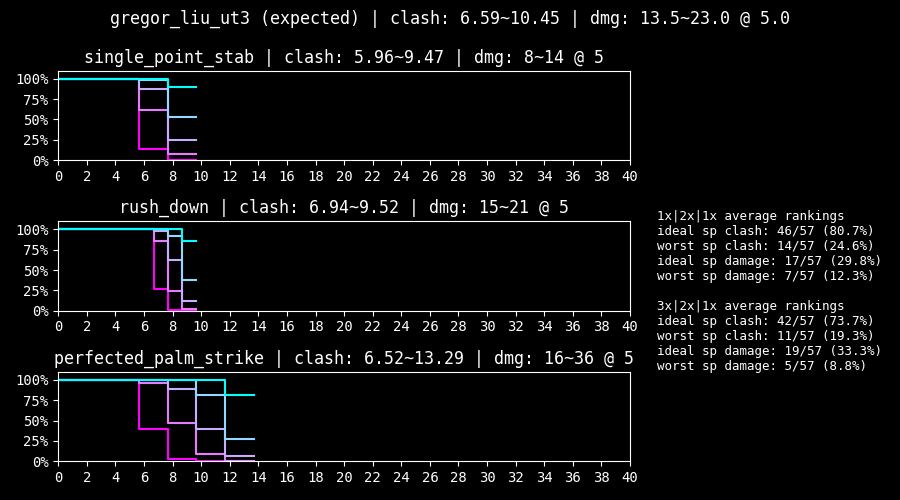 gregor_liu_ut3 (expected) | clash: 6.59~10.45 | dmg: 13.5~23.0 @ 5.0
single_point_stab | clash: 5.96~9.47 | dmg: 8~14 @ 5
100%
75%
50%
25%
0%
0 2 4 6 8 10 12 14 16 18 20 22 24 26 28 30 32 34 36 38 40
rush_down | clash: 6.94~9.52 | dmg: 15~21 @ 5
100%
75%
50%
25%
0%
0 2 4 6 8 10 12 14 16 18 20 22 24 26 28 30 32 34 36 38 40
perfected_palm_strike | clash: 6.52~13.29 | dmg: 16~36 @ 5
100%
75%
50%
25%
0%
0 2 4 6 8 10 12 14 16 18 20 22 24 26 28 30 32 34 36 38 40
1x|2x|1x average rankings
ideal sp clash: 46/57 (80.7%)
worst sp clash: 14/57 (24.6%)
ideal sp damage: 17/57 (29.8%)
worst sp damage: 7/57 (12.3%)
3x|2x|1x average rankings
ideal sp clash: 42/57 (73.7%)
worst sp clash: 11/57 (19.3%)
ideal sp damage: 19/57 (33.3%)
worst sp damage: 5/57 (8.8%)